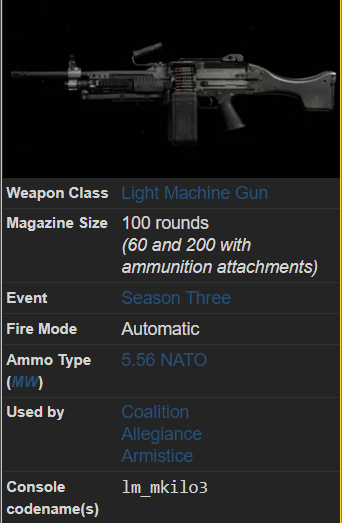 Weapon Class Light Machine Gun
Magazine Size 100 rounds
(60 and 200 with
ammunition attachments)
Event Season Three
Fire Mode Automatic
Ammo Type 5.56 NATO
(MW)
Used by Coalition
Allegiance
Armistice
Console lm_mkilo3
codename(s)